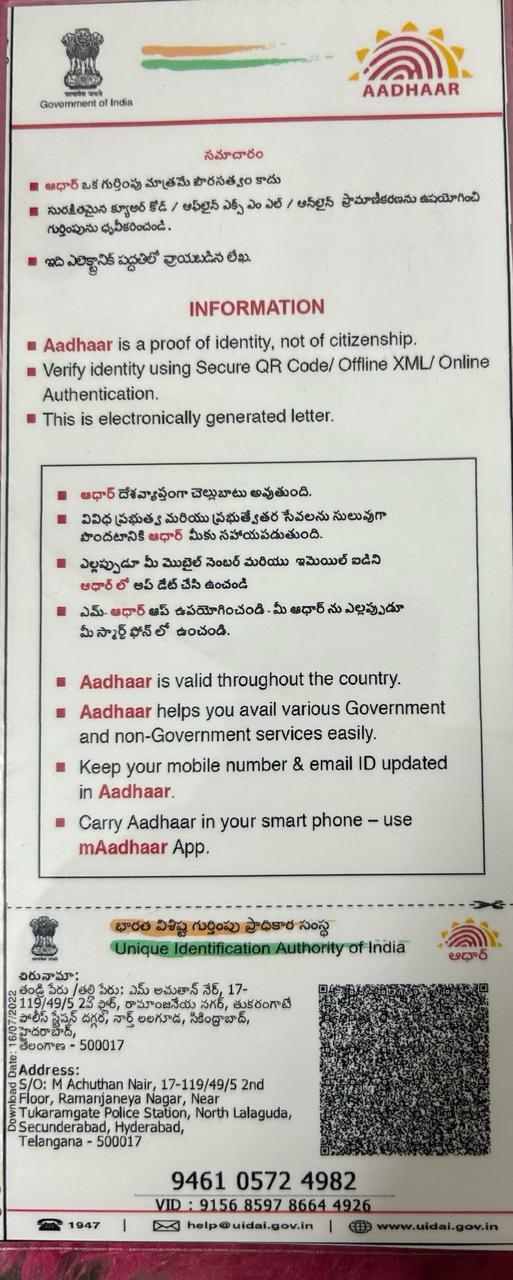 सत्यमेव जयते
Government of India
AADHAAR
సమాచారం
■ ఆధార్ ఒక గుర్తింపు మాత్రమే పౌరసత్వం కాదు
■ సురక్షితమైన క్యూఆర్ కోడ్ / ఆఫ్‌లైన్ ఎక్స్ ఎం ఎల్ / ఆన్‌లైన్ ప్రామాణికరణను ఉపయోగించి
గుర్తింపును ధృవీకరించండి.
■ ఇది ఎలెక్ట్రానిక్ పద్ధతిలో వ్రాయబడిన లేఖ.
INFORMATION
■ Aadhaar is a proof of identity, not of citizenship.
■ Verify identity using Secure QR Code/ Offline XML/ Online
Authentication.
■ This is electronically generated letter.
■ ఆధార్ దేశవ్యాప్తంగా చెల్లుబాటు అవుతుంది.
■ వివిధ ప్రభుత్వ మరియు ప్రభుత్వేతర సేవలను సులువుగా
పొందటానికి ఆధార్ మీకు సహాయపడుతుంది.
■ ఎల్లప్పుడూ మీ మొబైల్ నెంబర్ మరియు ఇమెయిల్ ఐడిని
ఆధార్ లో అప్ డేట్ చేసి ఉంచండి
■ ఎమ్- ఆధార్ ఆప్ ఉపయోగించండి - మీ ఆధార్ ను ఎల్లప్పుడూ
మీ స్మార్ట్ ఫోన్ లో ఉంచండి.
■ Aadhaar is valid throughout the country.
■ Aadhaar helps you avail various Government
and non-Government services easily.
■ Keep your mobile number & email ID updated
in Aadhaar.
■ Carry Aadhaar in your smart phone – use
mAadhaar App.
భారత విశిష్ట గుర్తింపు ప్రాధికార సంస్థ
Unique Identification Authority of India
ఆధార్
Download Date: 16/07/2022
చిరునామా:
తండ్రి పేరు /తల్లి పేరు: ఎమ్ అచుతాన్ నేర్, 17-
119/49/5 2వ ఫ్లోర్, రామాంజనేయ నగర్, తుకరంగాటే
పోలీస్ స్టేషన్ దగ్గర, నార్త్ లలగూడ, సికింద్రాబాద్,
హైదరాబాద్,
తెలంగాణ - 500017
Address:
S/O: M Achuthan Nair, 17-119/49/5 2nd
Floor, Ramanjaneya Nagar, Near
Tukaramgate Police Station, North Lalaguda,
Secunderabad, Hyderabad,
Telangana - 500017
9461 0572 4982
VID : 9156 8597 8664 4926
1947 | help@uidai.gov.in | www.uidai.gov.in